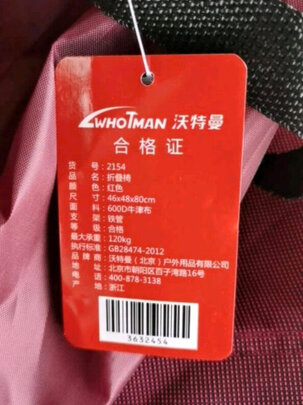 WHOTMAN 沃特曼
合格证
货号：2154
品名：折叠椅
颜色：红色
尺寸：46x48x80cm
面料：600D牛津布
支架：铁管
等级：合格
最大承重：120kg
执行标准：GB28474-2012
品牌商：沃特曼（北京）户外用品有限公司
地址：北京市朝阳区百子湾路16号
电话：400-878-3138
产地：浙江
3632454